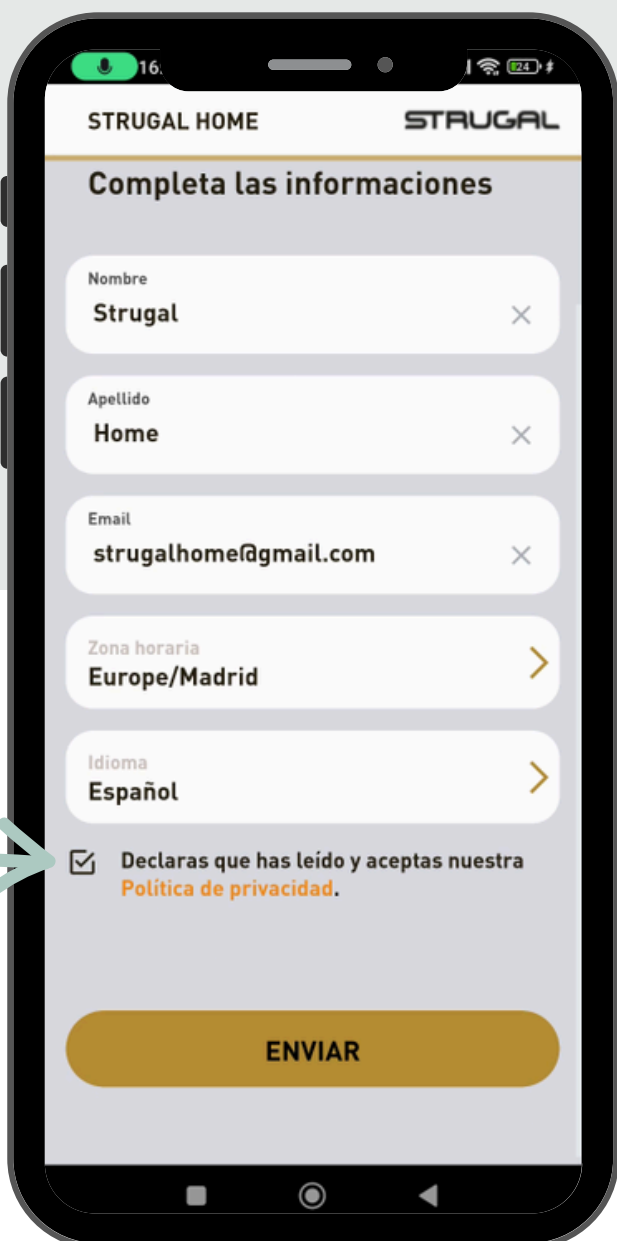 16:
24
STRUGAL HOME
STRUGAL
Completa las informaciones
Nombre
Strugal
Apellido
Home
Email
strugalhome@gmail.com
Zona horaria
Europe/Madrid
Idioma
Español
Declaras que has leído y aceptas nuestra
Política de privacidad.
ENVIAR